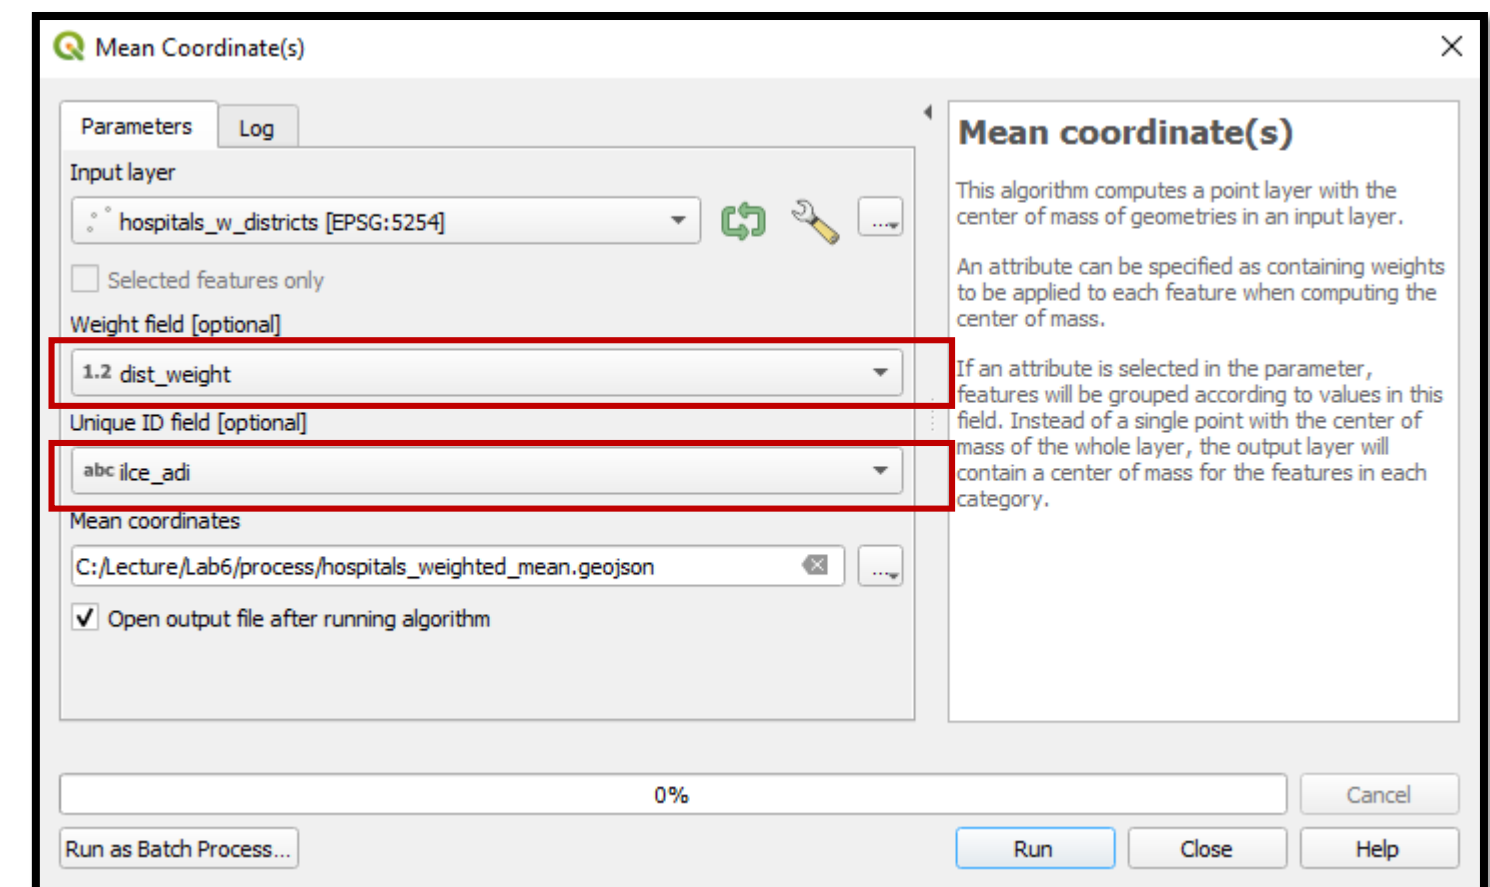 Mean Coordinate(s)
Parameters
Log
Input layer
hospitals_w_districts [EPSG:5254]
...
Selected features only
Weight field [optional]
1.2 dist_weight
Unique ID field [optional]
abc ilce_adi
Mean coordinates
C:/Lecture/Lab6/process/hospitals_weighted_mean.geojson
...
Open output file after running algorithm
Mean coordinate(s)
This algorithm computes a point layer with the
center of mass of geometries in an input layer.
An attribute can be specified as containing weights
to be applied to each feature when computing the
center of mass.
If an attribute is selected in the parameter,
features will be grouped according to values in this
field. Instead of a single point with the center of
mass of the whole layer, the output layer will
contain a center of mass for the features in each
category.
0%
Cancel
Run as Batch Process...
Run
Close
Help